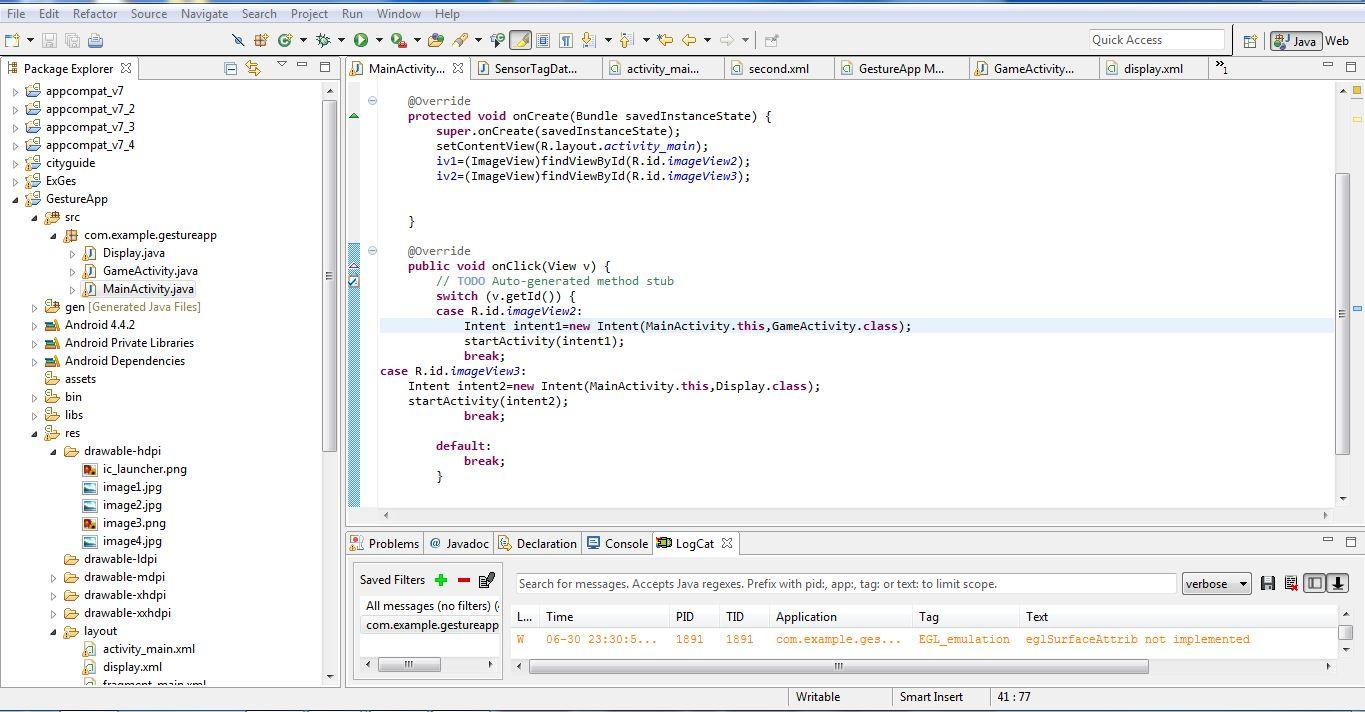 File Edit Refactor Source Navigate Search Project Run Window Help
Quick Access
Java Web
Package Explorer
MainActivity... SensorTagDat... activity_mai... second.xml GestureApp M... GameActivity... display.xml »1
appcompat_v7
appcompat_v7_2
appcompat_v7_3
appcompat_v7_4
cityguide
ExGes
GestureApp
src
com.example.gestureapp
Display.java
GameActivity.java
MainActivity.java
gen [Generated Java Files]
Android 4.4.2
Android Private Libraries
Android Dependencies
assets
bin
libs
res
drawable-hdpi
ic_launcher.png
image1.jpg
image2.jpg
image3.png
image4.jpg
drawable-ldpi
drawable-mdpi
drawable-xhdpi
drawable-xxhdpi
layout
activity_main.xml
display.xml
fragment_main.xml
@Override
protected void onCreate(Bundle savedInstanceState) {
super.onCreate(savedInstanceState);
setContentView(R.layout.activity_main);
iv1=(ImageView)findViewById(R.id.imageView2);
iv2=(ImageView)findViewById(R.id.imageView3);
}
@Override
public void onClick(View v) {
// TODO Auto-generated method stub
switch (v.getId()) {
case R.id.imageView2:
Intent intent1=new Intent(MainActivity.this,GameActivity.class);
startActivity(intent1);
break;
case R.id.imageView3:
Intent intent2=new Intent(MainActivity.this,Display.class);
startActivity(intent2);
break;
default:
break;
}
Problems @ Javadoc Declaration Console LogCat
Saved Filters
All messages (no filters) (
com.example.gestureapp
Search for messages. Accepts Java regexes. Prefix with pid:, app:, tag: or text: to limit scope.
verbose
L... Time PID TID Application Tag Text
W 06-30 23:30:5... 1891 1891 com.example.ges... EGL_emulation eglSurfaceAttrib not implemented
Writable Smart Insert 41 : 77